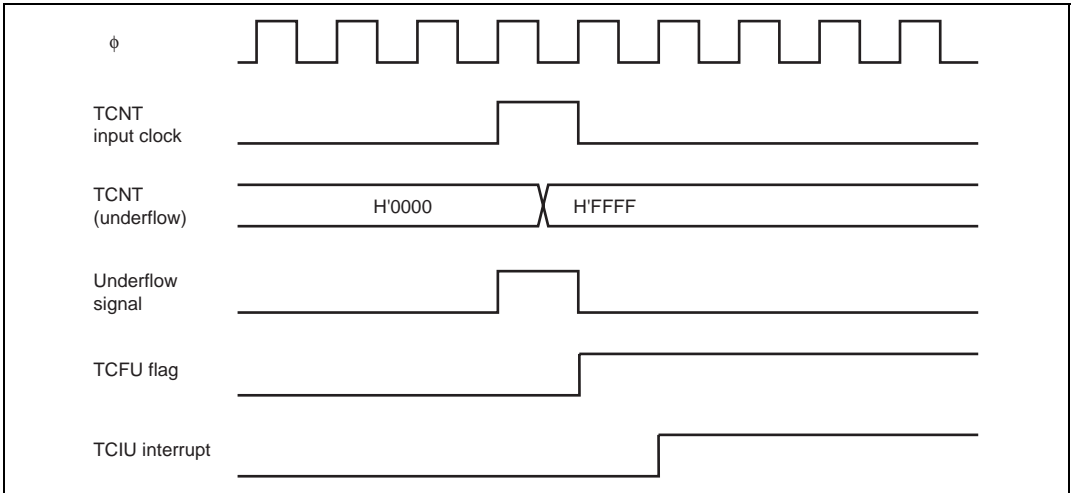 ϕ
TCNT
input clock
TCNT
(underflow)
H'0000
H'FFFF
Underflow
signal
TCFU flag
TCIU interrupt